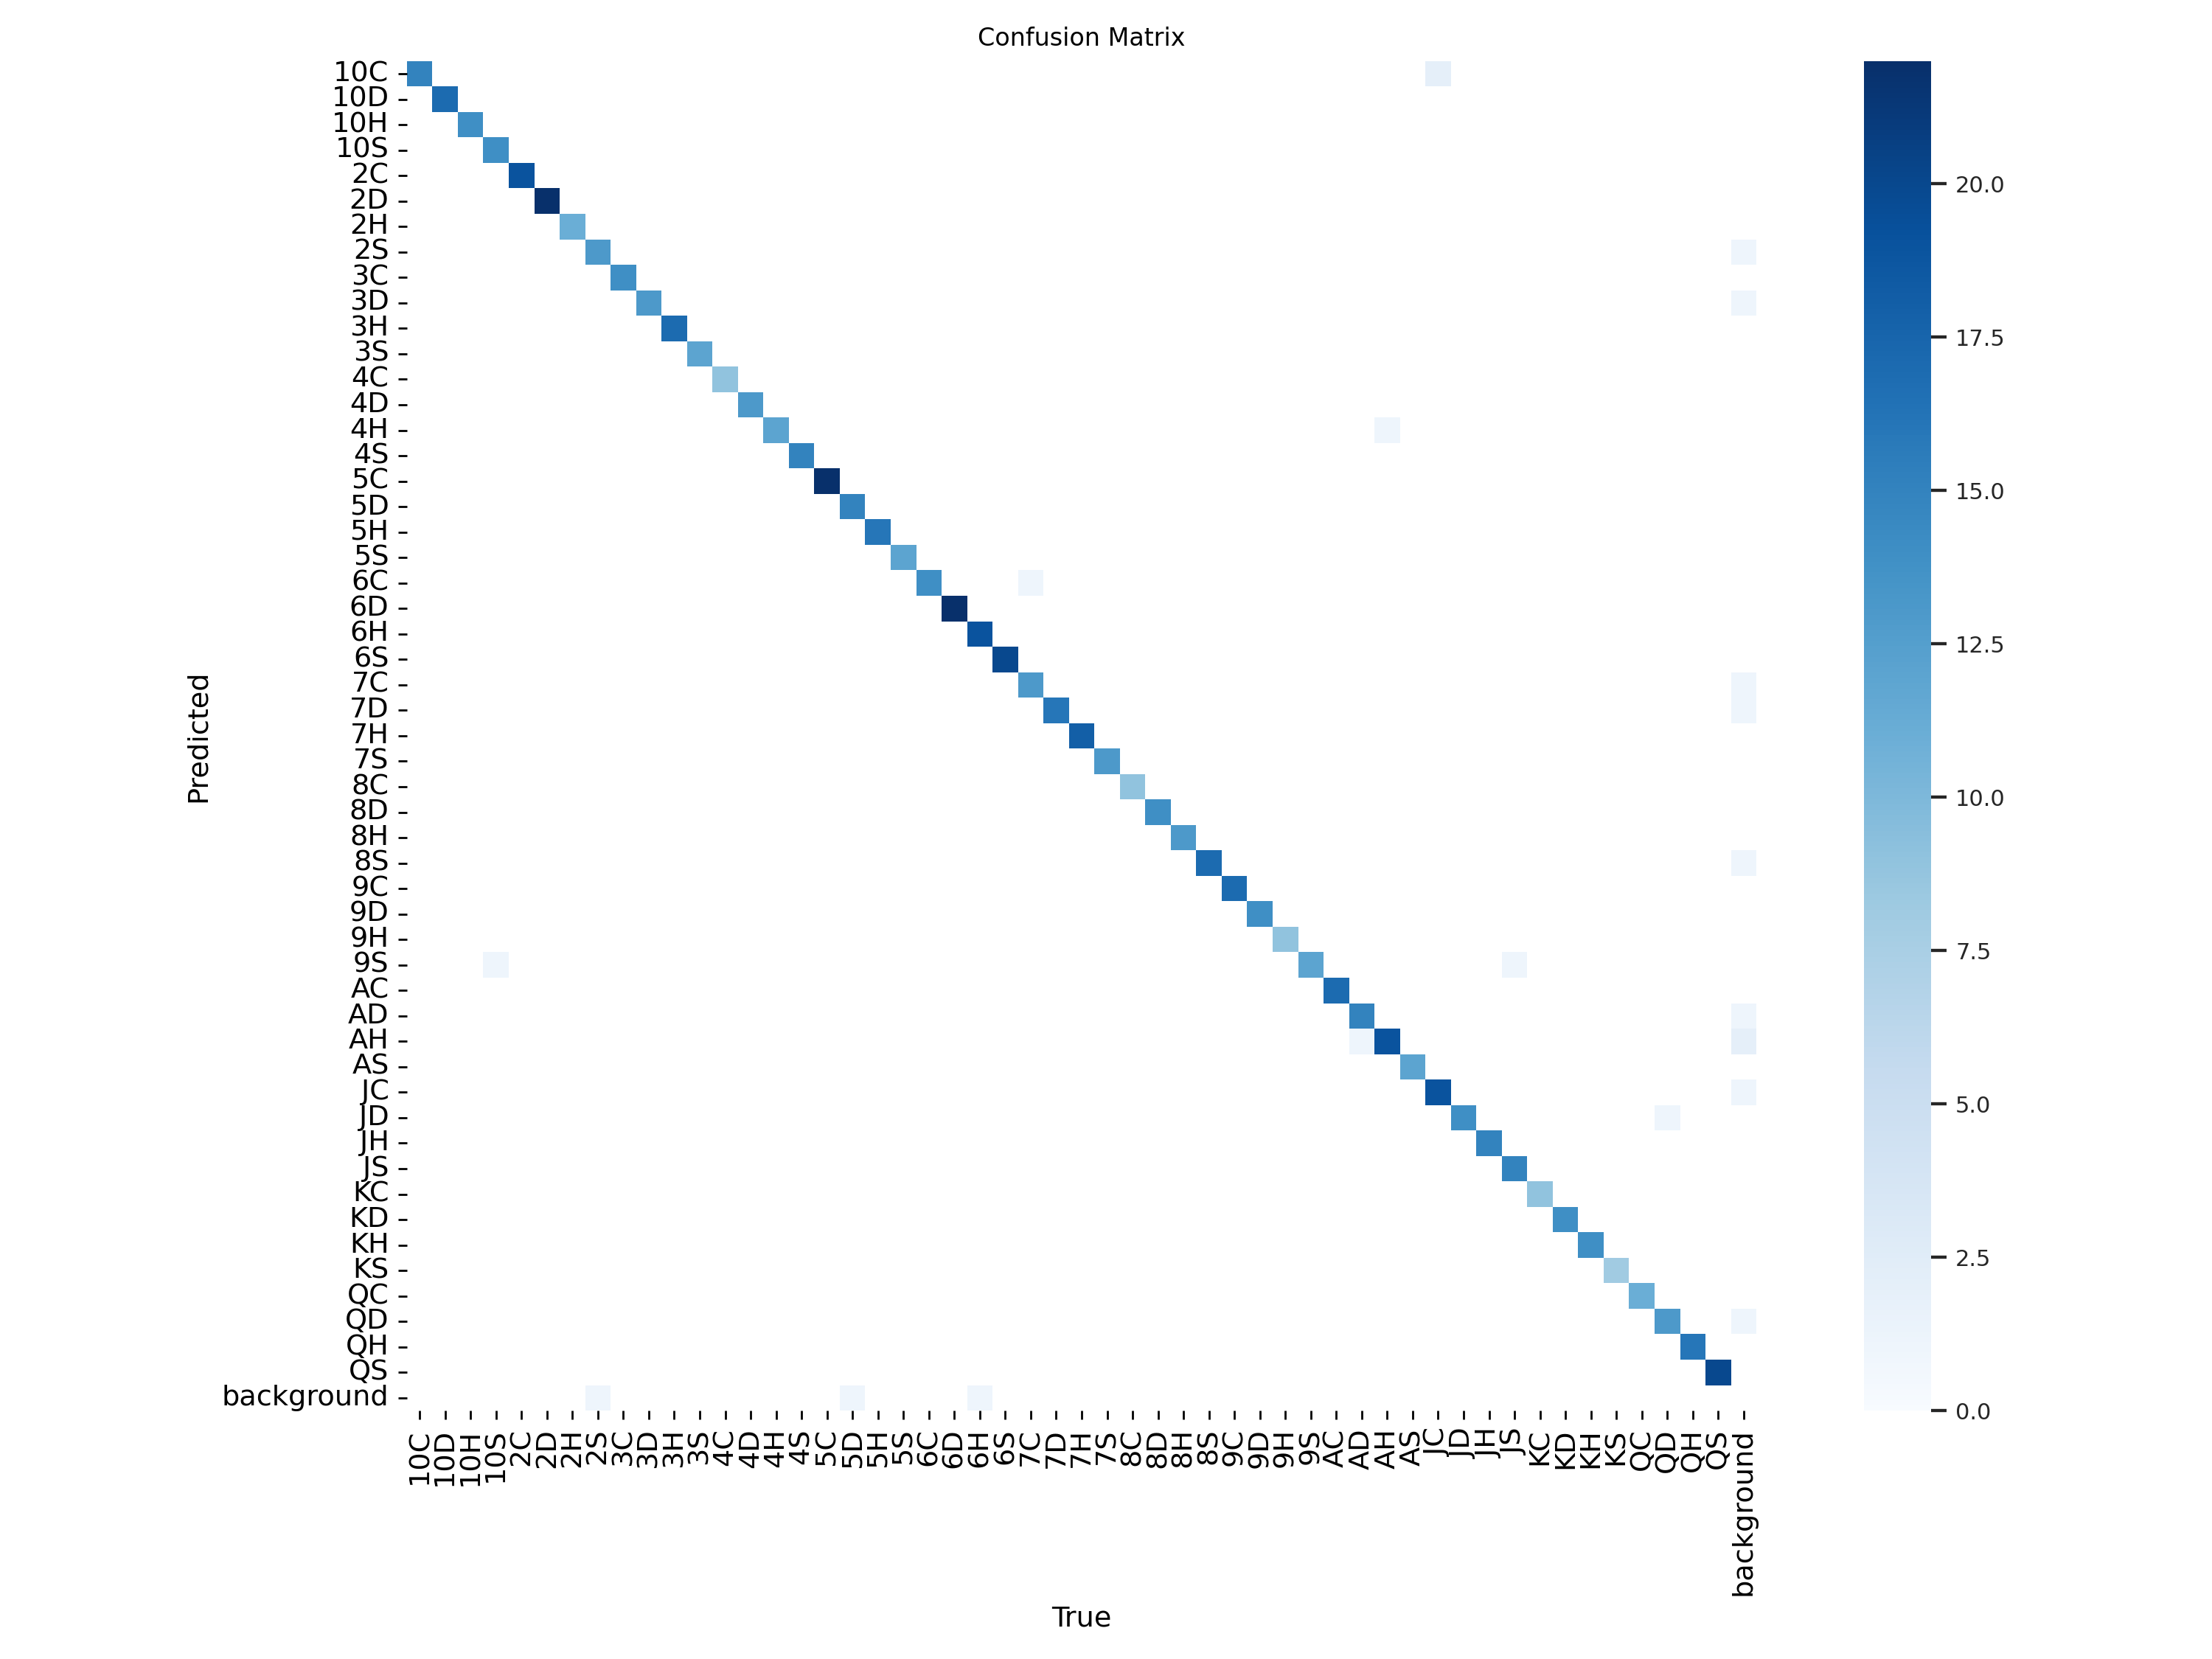 Confusion Matrix
10C
10D
10H
10S
2C
2D
2H
2S
3C
3D
3H
3S
4C
4D
4H
4S
5C
5D
5H
5S
6C
6D
6H
6S
7C
7D
7H
7S
8C
8D
8H
8S
9C
9D
9H
9S
AC
AD
AH
AS
JC
JD
JH
JS
KC
KD
KH
KS
QC
QD
QH
QS
background
Predicted
10C 10D 10H 10S 2C 2D 2H 2S 3C 3D 3H 3S 4C 4D 4H 4S 5C 5D 5H 5S 6C 6D 6H 6S 7C 7D 7H 7S 8C 8D 8H 8S 9C 9D 9H 9S AC AD AH AS JC JD JH JS KC KD KH KS QC QD QH QS background
True
20.0
17.5
15.0
12.5
10.0
7.5
5.0
2.5
0.0